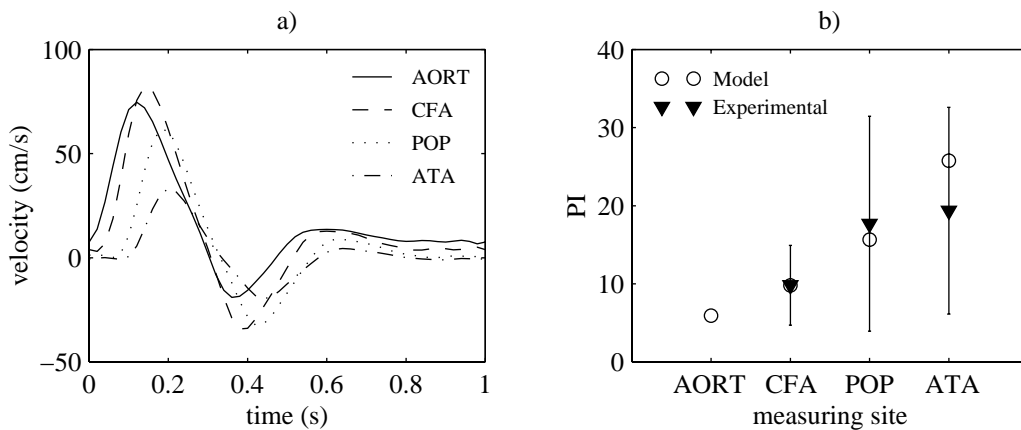 a)
velocity (cm/s)
100
50
0
−50
AORT
CFA
POP
ATA
0 0.2 0.4 0.6 0.8 1
time (s)
b)
PI
40
30
20
10
0
Model
Experimental
AORT CFA POP ATA
measuring site